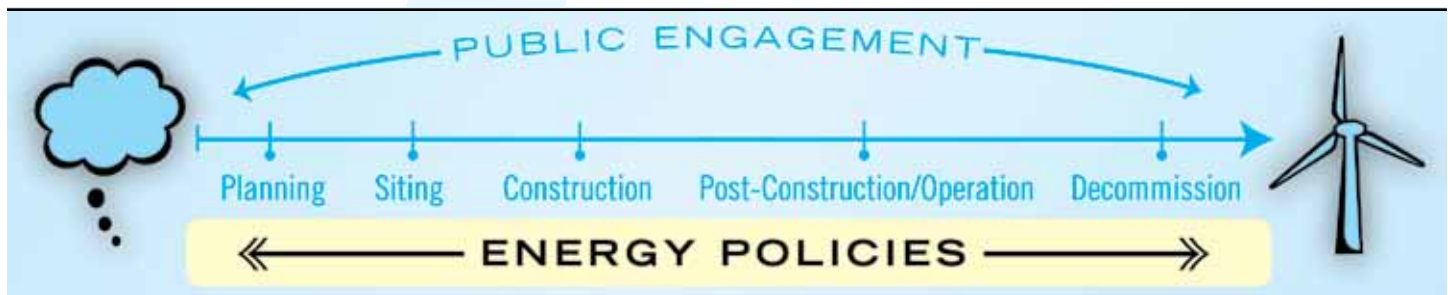 PUBLIC ENGAGEMENT
Planning Siting Construction Post-Construction/Operation Decommission
ENERGY POLICIES